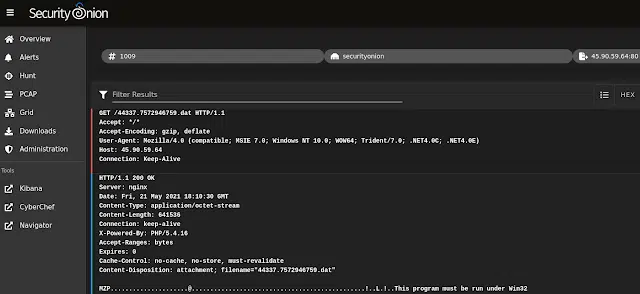 Security Onion
Overview
Alerts
Hunt
PCAP
Grid
Downloads
Administration
Tools
Kibana
CyberChef
Navigator
# 1009
securityonion
45.90.59.64:80
Filter Results
HEX
GET /44337.7572946759.dat HTTP/1.1
Accept: */*
Accept-Encoding: gzip, deflate
User-Agent: Mozilla/4.0 (compatible; MSIE 7.0; Windows NT 10.0; WOW64; Trident/7.0; .NET4.0C; .NET4.0E)
Host: 45.90.59.64
Connection: Keep-Alive
HTTP/1.1 200 OK
Server: nginx
Date: Fri, 21 May 2021 18:10:30 GMT
Content-Type: application/octet-stream
Content-Length: 641536
Connection: keep-alive
X-Powered-By: PHP/5.4.16
Accept-Ranges: bytes
Expires: 0
Cache-Control: no-cache, no-store, must-revalidate
Content-Disposition: attachment; filename="44337.7572946759.dat"
MZP....................@.............................................!..L.!..This program must be run under Win32